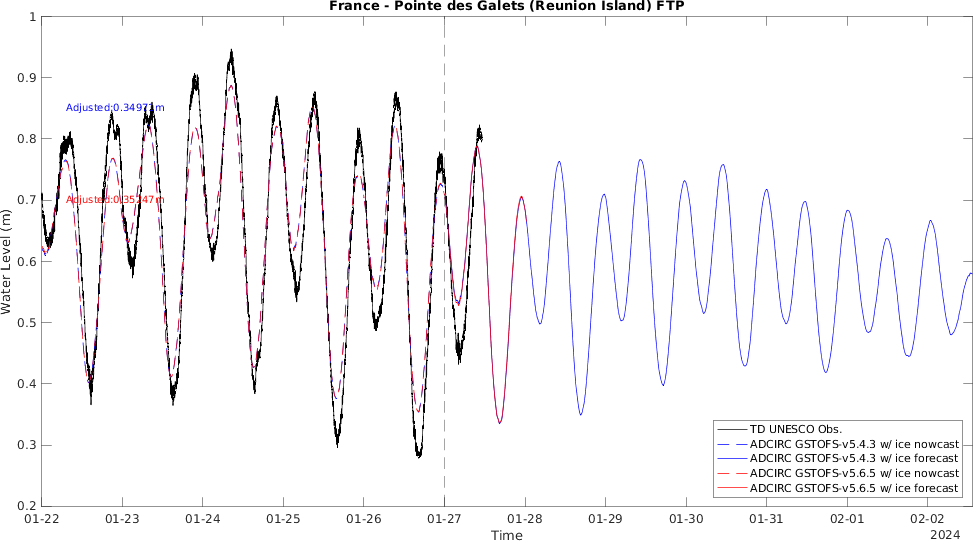 France - Pointe des Galets (Reunion Island) FTP
1
0.9
0.8
0.7
0.6
0.5
0.4
0.3
0.2
Water Level (m)
Adjusted:0.34973m
Adjusted:0.35747m
TD UNESCO Obs.
ADCIRC GSTOFS-v5.4.3 w/ ice nowcast
ADCIRC GSTOFS-v5.4.3 w/ ice forecast
ADCIRC GSTOFS-v5.6.5 w/ ice nowcast
ADCIRC GSTOFS-v5.6.5 w/ ice forecast
01-22 01-23 01-24 01-25 01-26 01-27 01-28 01-29 01-30 01-31 02-01 02-02
Time
2024